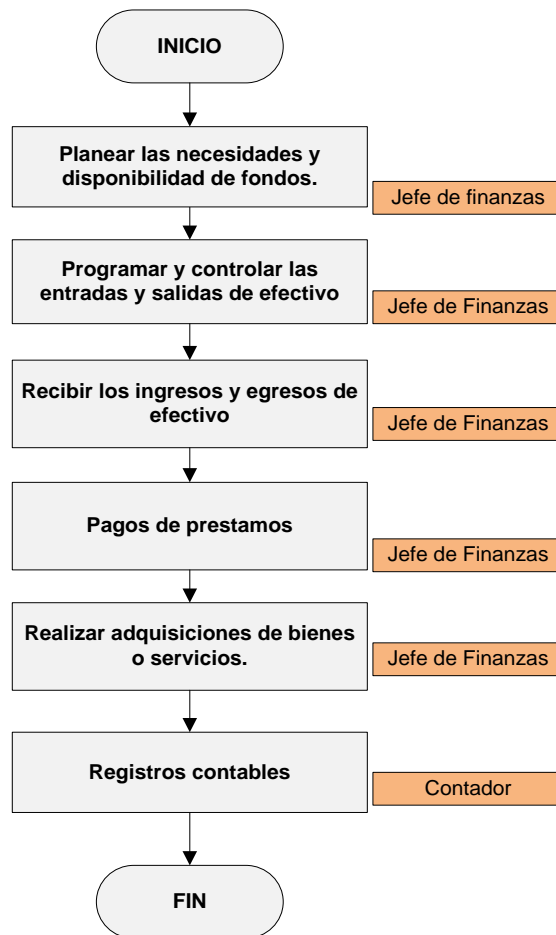 INICIO
Planear las necesidades y
disponibilidad de fondos.
Jefe de finanzas
Programar y controlar las
entradas y salidas de efectivo
Jefe de Finanzas
Recibir los ingresos y egresos de
efectivo
Jefe de Finanzas
Pagos de prestamos
Jefe de Finanzas
Realizar adquisiciones de bienes
o servicios.
Jefe de Finanzas
Registros contables
Contador
FIN